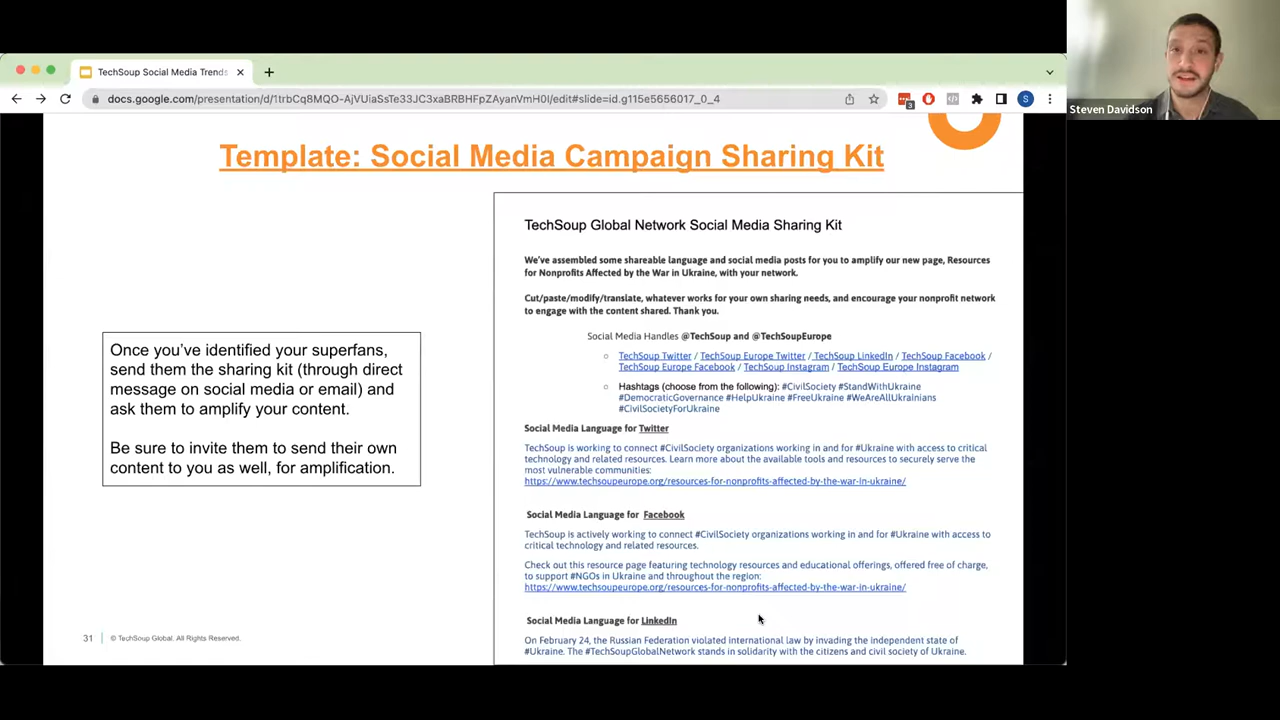 TechSoup Social Media Trends
docs.google.com/presentation/d/1trbCq8MQO-AjVUiaSsTe33JC3xaBRBHFpZAyanVmH0I/edit#slide=id.g115e5656017_0_4
3
S
Steven Davidson
Template: Social Media Campaign Sharing Kit
Once you've identified your superfans,
send them the sharing kit (through direct
message on social media or email) and
ask them to amplify your content.
Be sure to invite them to send their own
content to you as well, for amplification.
TechSoup Global Network Social Media Sharing Kit
We've assembled some shareable language and social media posts for you to amplify our new page, Resources
for Nonprofits Affected by the War in Ukraine, with your network.
Cut/paste/modify/translate, whatever works for your own sharing needs, and encourage your nonprofit network
to engage with the content shared. Thank you.
Social Media Handles @TechSoup and @TechSoupEurope
TechSoup Twitter / TechSoup Europe Twitter / TechSoup LinkedIn / TechSoup Facebook /
TechSoup Europe Facebook / TechSoup Instagram / TechSoup Europe Instagram
Hashtags (choose from the following): #CivilSociety #StandWithUkraine
#DemocraticGovernance #HelpUkraine #FreeUkraine #WeAreAllUkrainians
#CivilSocietyForUkraine
Social Media Language for Twitter
TechSoup is working to connect #CivilSociety organizations working in and for #Ukraine with access to critical
technology and related resources. Learn more about the available tools and resources to securely serve the
most vulnerable communities:
https://www.techsoupeurope.org/resources-for-nonprofits-affected-by-the-war-in-ukraine/
Social Media Language for Facebook
TechSoup is actively working to connect #CivilSociety organizations working in and for #Ukraine with access to
critical technology and related resources.
Check out this resource page featuring technology resources and educational offerings, offered free of charge,
to support #NGOs in Ukraine and throughout the region:
https://www.techsoupeurope.org/resources-for-nonprofits-affected-by-the-war-in-ukraine/
Social Media Language for LinkedIn
On February 24, the Russian Federation violated international law by invading the independent state of
#Ukraine. The #TechSoupGlobalNetwork stands in solidarity with the citizens and civil society of Ukraine.
31 © TechSoup Global. All Rights Reserved.